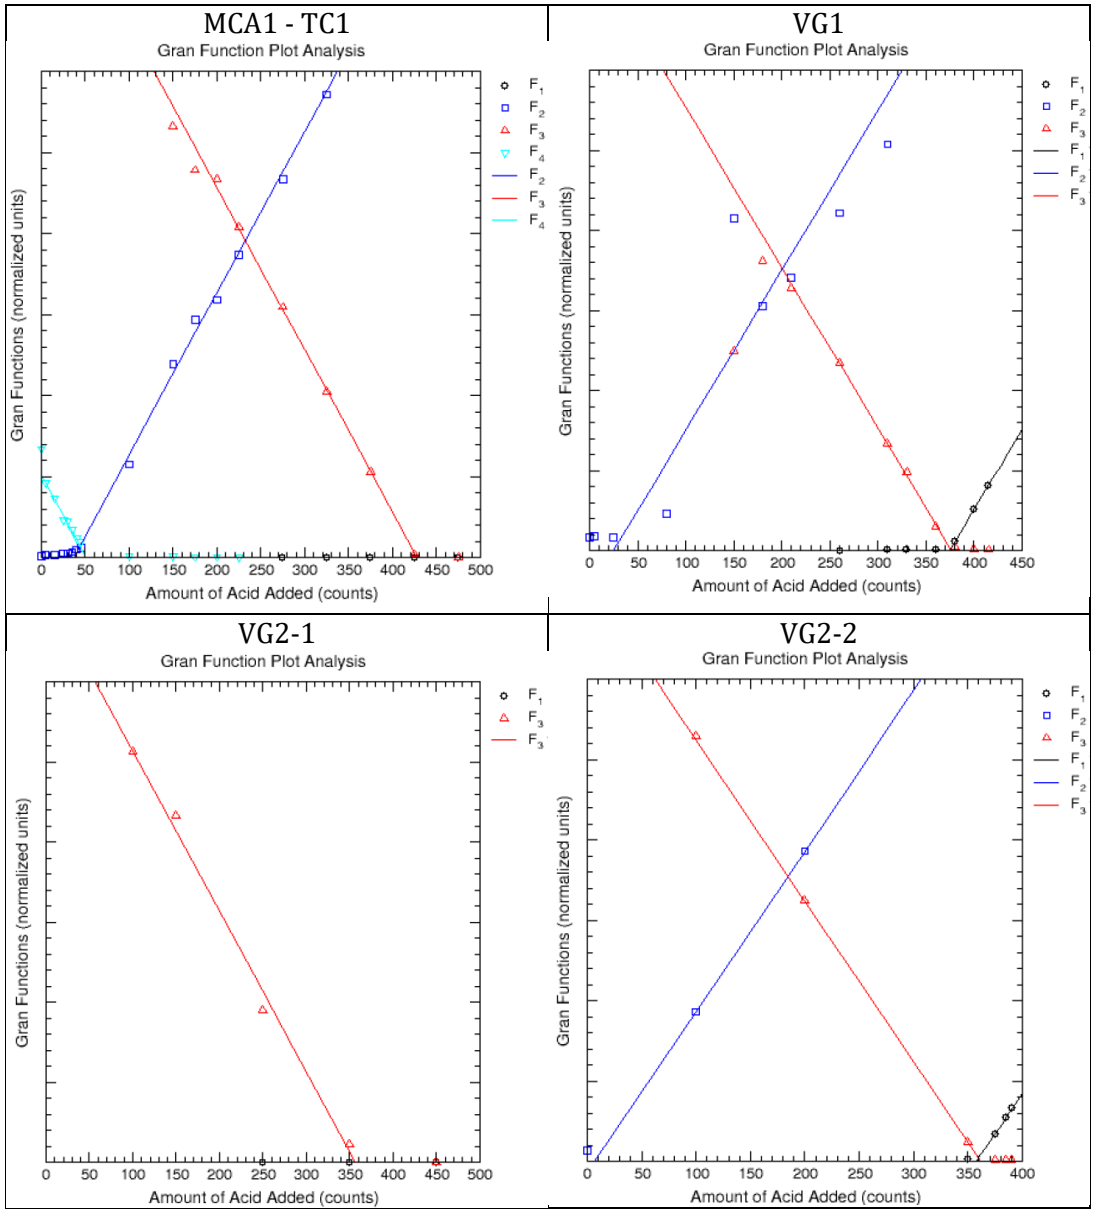 MCA1 - TC1
Gran Function Plot Analysis
Gran Functions (normalized units)
F1
F2
F3
F4
F2
F3
F4
0 50 100 150 200 250 300 350 400 450 500
Amount of Acid Added (counts)
VG1
Gran Function Plot Analysis
Gran Functions (normalized units)
F1
F2
F3
F1
F2
F3
0 50 100 150 200 250 300 350 400 450
Amount of Acid Added (counts)
VG2-1
Gran Function Plot Analysis
Gran Functions (normalized units)
F1
F3
F3
0 50 100 150 200 250 300 350 400 450 500
Amount of Acid Added (counts)
VG2-2
Gran Function Plot Analysis
Gran Functions (normalized units)
F1
F2
F3
F1
F2
F3
0 50 100 150 200 250 300 350 400
Amount of Acid Added (counts)